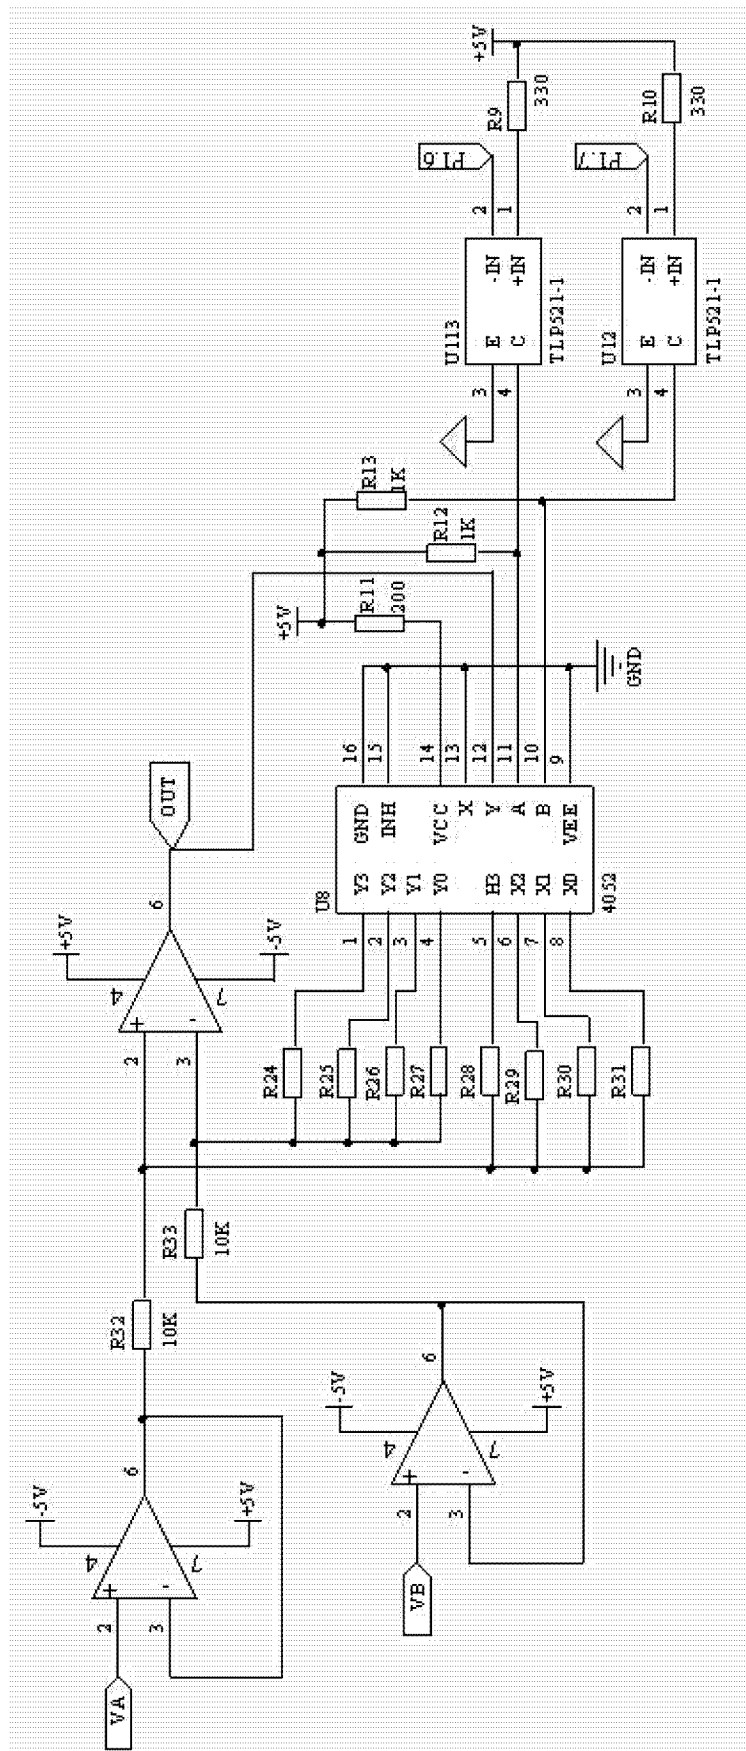 +5V
R9
330
R10
330
P1.6
P1.7
2
1
2
1
-IN
+IN
E
C
U113
TLP521-1
-IN
+IN
E
C
U12
TLP521-1
3
4
3
4
R13
1K
R12
1K
+5V
R11
200
GND
16
15
14
13
12
11
10
9
GND
INH
VCC
X
Y
A
B
VEE
Y3
Y2
Y1
Y0
H3
X2
X1
X0
U8
4052
1
2
3
4
5
6
7
8
OUT
6
+5V
-5V
4
7
+
-
2
3
R24
R25
R26
R27
R28
R29
R30
R31
R33
10K
R32
10K
6
-5V
+5V
4
7
+
-
2
3
VB
6
-5V
+5V
4
7
+
-
2
3
VA